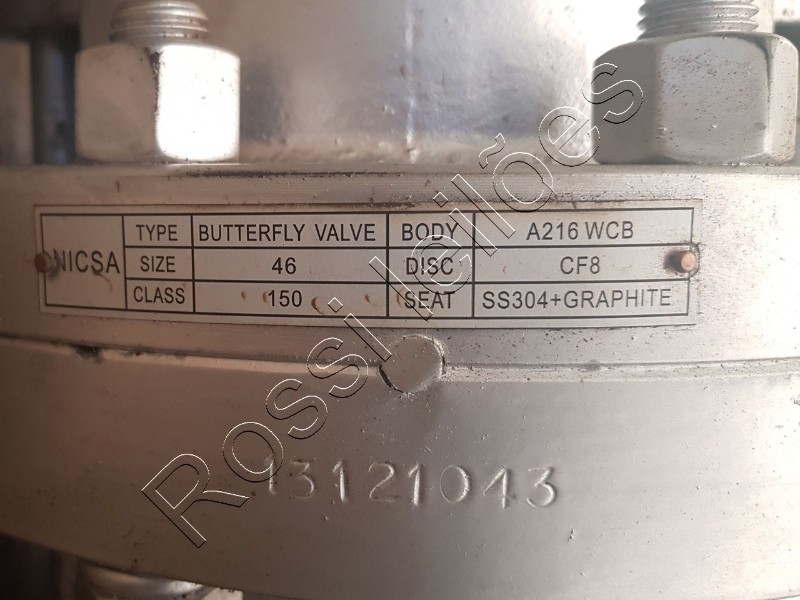 NICSA
TYPE BUTTERFLY VALVE BODY A216 WCB
SIZE 46 DISC CF8
CLASS 150 SEAT SS304+GRAPHITE
13121043
Rossi leilões